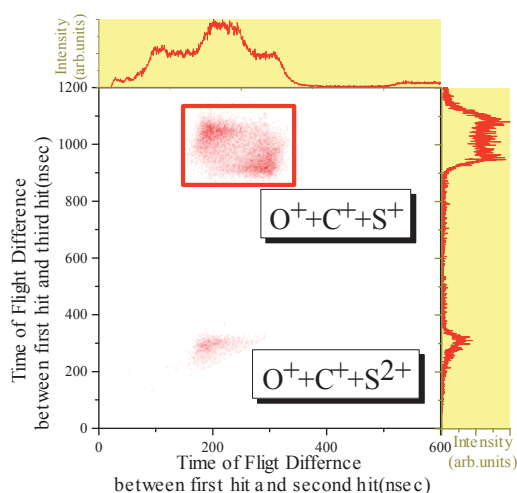 Intensity
(arb.units)
1200
1000
800
600
400
200
0
Time of Flight Difference
between first hit and third hit(nsec)
O⁺+C⁺+S⁺
O⁺+C⁺+S²⁺
0 200 400 600
Time of Fligt Differnce
between first hit and second hit(nsec)
Intensity
(arb.units)